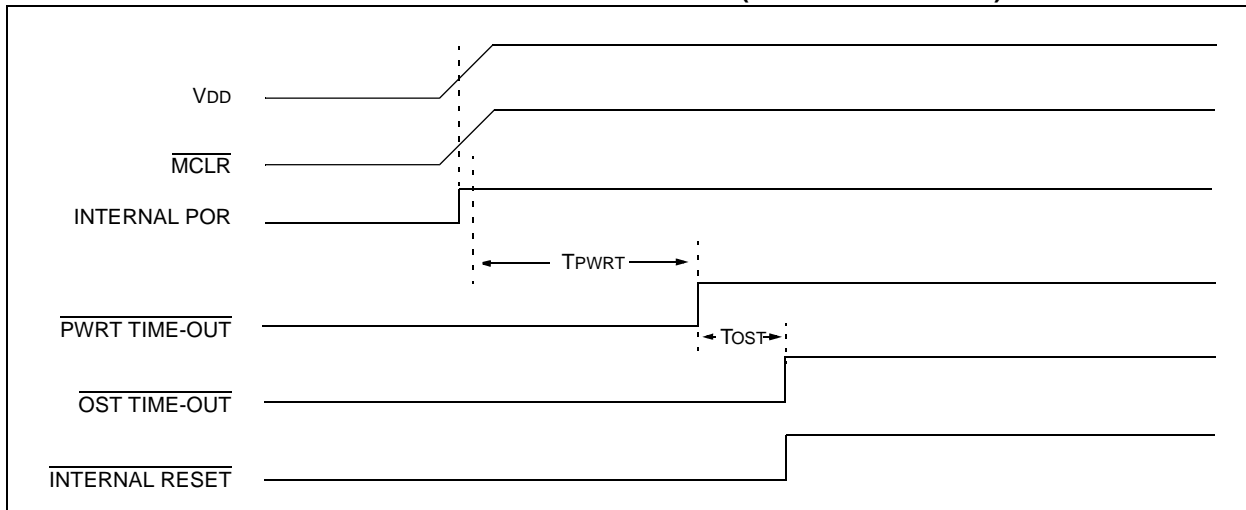 VDD
MCLR
INTERNAL POR
TPWRT
PWRT TIME-OUT
TOST
OST TIME-OUT
INTERNAL RESET